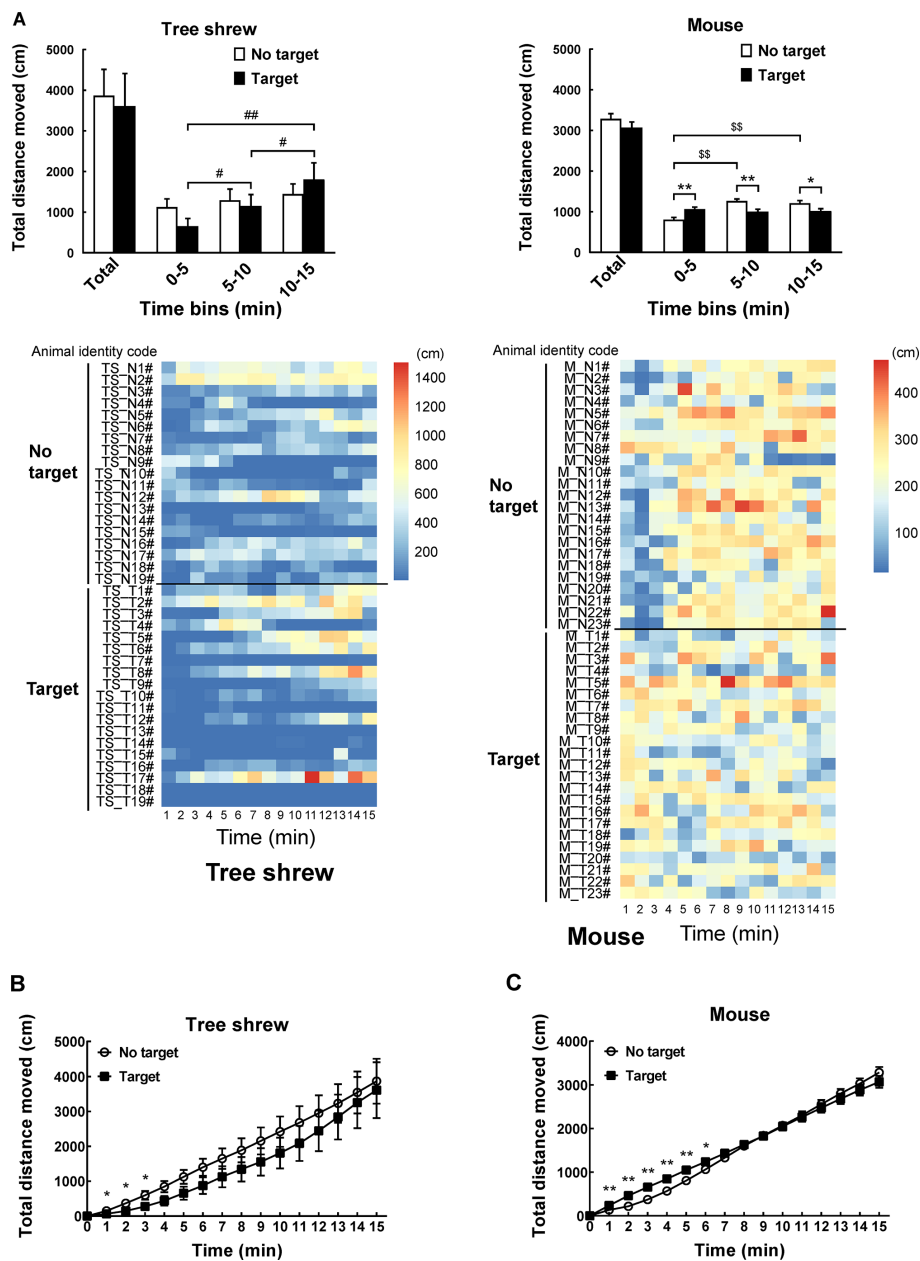 A
Tree shrew
Total distance moved (cm)
5000
4000
3000
2000
1000
0
No target
Target
##
#
#
Total
0-5
5-10
10-15
Time bins (min)
Mouse
Total distance moved (cm)
5000
4000
3000
2000
1000
0
No target
Target
$$
$$
**
**
*
Total
0-5
5-10
10-15
Time bins (min)
Animal identity code
No target
TS_N1#
TS_N2#
TS_N3#
TS_N4#
TS_N5#
TS_N6#
TS_N7#
TS_N8#
TS_N9#
TS_N10#
TS_N11#
TS_N12#
TS_N13#
TS_N14#
TS_N15#
TS_N16#
TS_N17#
TS_N18#
TS_N19#
Target
TS_T1#
TS_T2#
TS_T3#
TS_T4#
TS_T5#
TS_T6#
TS_T7#
TS_T8#
TS_T9#
TS_T10#
TS_T11#
TS_T12#
TS_T13#
TS_T14#
TS_T15#
TS_T16#
TS_T17#
TS_T18#
TS_T19#
1 2 3 4 5 6 7 8 9 10 11 12 13 14 15
Time (min)
Tree shrew
(cm)
1400
1200
1000
800
600
400
200
Animal identity code
No target
M_N1#
M_N2#
M_N3#
M_N4#
M_N5#
M_N6#
M_N7#
M_N8#
M_N9#
M_N10#
M_N11#
M_N12#
M_N13#
M_N14#
M_N15#
M_N16#
M_N17#
M_N18#
M_N19#
M_N20#
M_N21#
M_N22#
M_N23#
Target
M_T1#
M_T2#
M_T3#
M_T4#
M_T5#
M_T6#
M_T7#
M_T8#
M_T9#
M_T10#
M_T11#
M_T12#
M_T13#
M_T14#
M_T15#
M_T16#
M_T17#
M_T18#
M_T19#
M_T20#
M_T21#
M_T22#
M_T23#
1 2 3 4 5 6 7 8 9 10 11 12 13 14 15
Mouse
Time (min)
(cm)
400
300
200
100
B
Tree shrew
Total distance moved (cm)
5000
4000
3000
2000
1000
0
No target
Target
* * *
0 1 2 3 4 5 6 7 8 9 10 11 12 13 14 15
Time (min)
C
Mouse
Total distance moved (cm)
4000
3000
2000
1000
0
No target
Target
** ** ** ** ** *
0 1 2 3 4 5 6 7 8 9 10 11 12 13 14 15
Time (min)